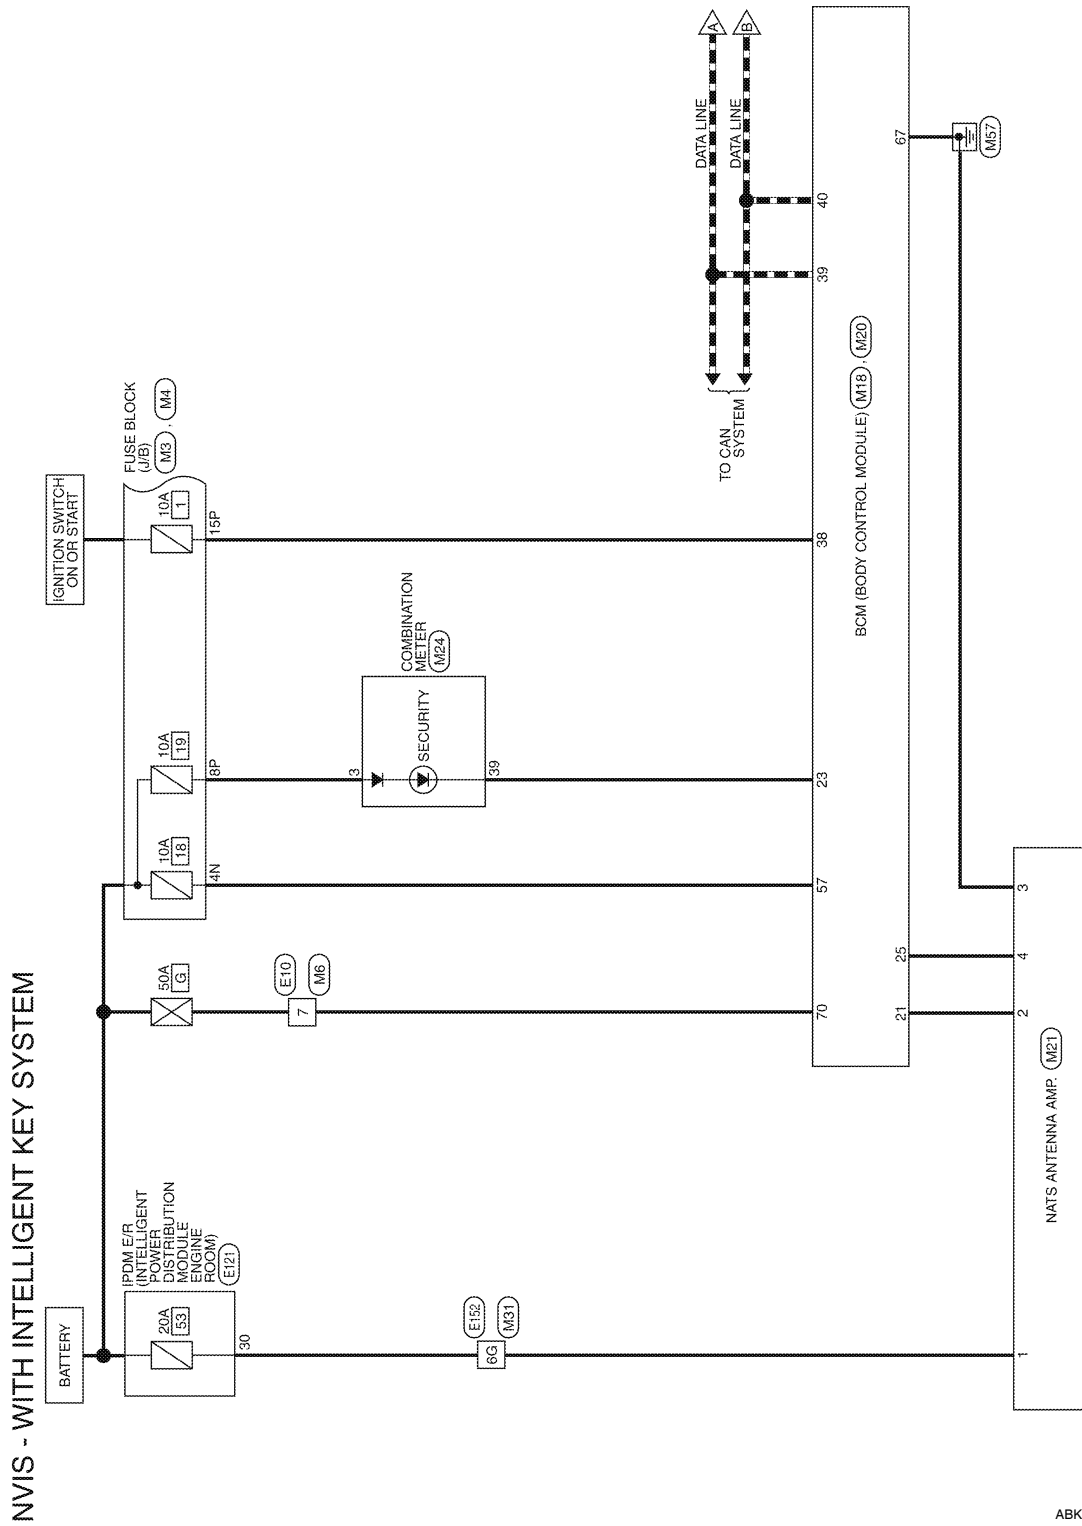 NVIS - WITH INTELLIGENT KEY SYSTEM
BATTERY
IGNITION SWITCH
ON OR START
IPDM E/R
(INTELLIGENT
POWER
DISTRIBUTION
MODULE
ENGINE
ROOM)
E121
20A
53
30
50A
G
10A
18
4N
10A
19
8P
10A
1
15P
FUSE BLOCK
(J/B)
M3 , M4
E10
M6
7
COMBINATION
METER
M24
3
SECURITY
39
E152
M31
6G
TO CAN
SYSTEM
DATA LINE
A
DATA LINE
B
70
57
23
38
39
40
BCM (BODY CONTROL MODULE) M18 , M20
21
25
67
M57
1
2
4
3
NATS ANTENNA AMP. M21
ABK